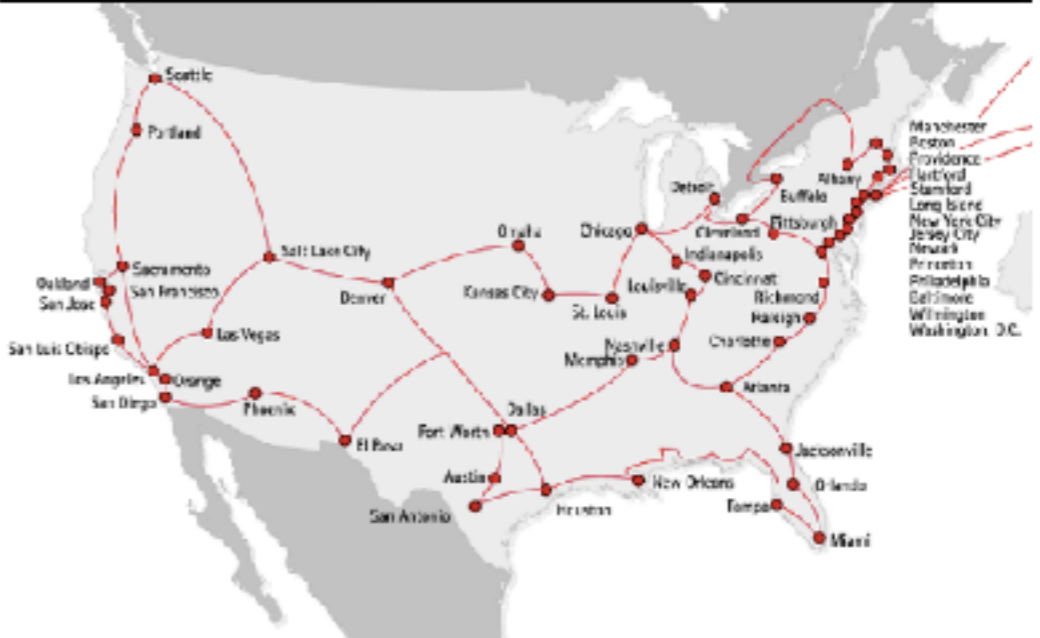 Seattle
Portland
Sacramento
Oakland
San Francisco
San Jose
San Luis Obispo
Los Angeles
Orange
San Diego
Las Vegas
Salt Lake City
Phoenix
El Paso
Denver
Omaha
Kansas City
St. Louis
Chicago
Detroit
Indianapolis
Cincinnati
Louisville
Nashville
Memphis
Dallas
Fort Worth
Austin
San Antonio
Houston
New Orleans
Cleveland
Pittsburgh
Buffalo
Albany
Richmond
Raleigh
Charlotte
Atlanta
Jacksonville
Orlando
Tampa
Miami
Manchester
Boston
Providence
Hartford
Stamford
Long Island
New York City
Jersey City
Newark
Princeton
Philadelphia
Baltimore
Wilmington
Washington, D.C.